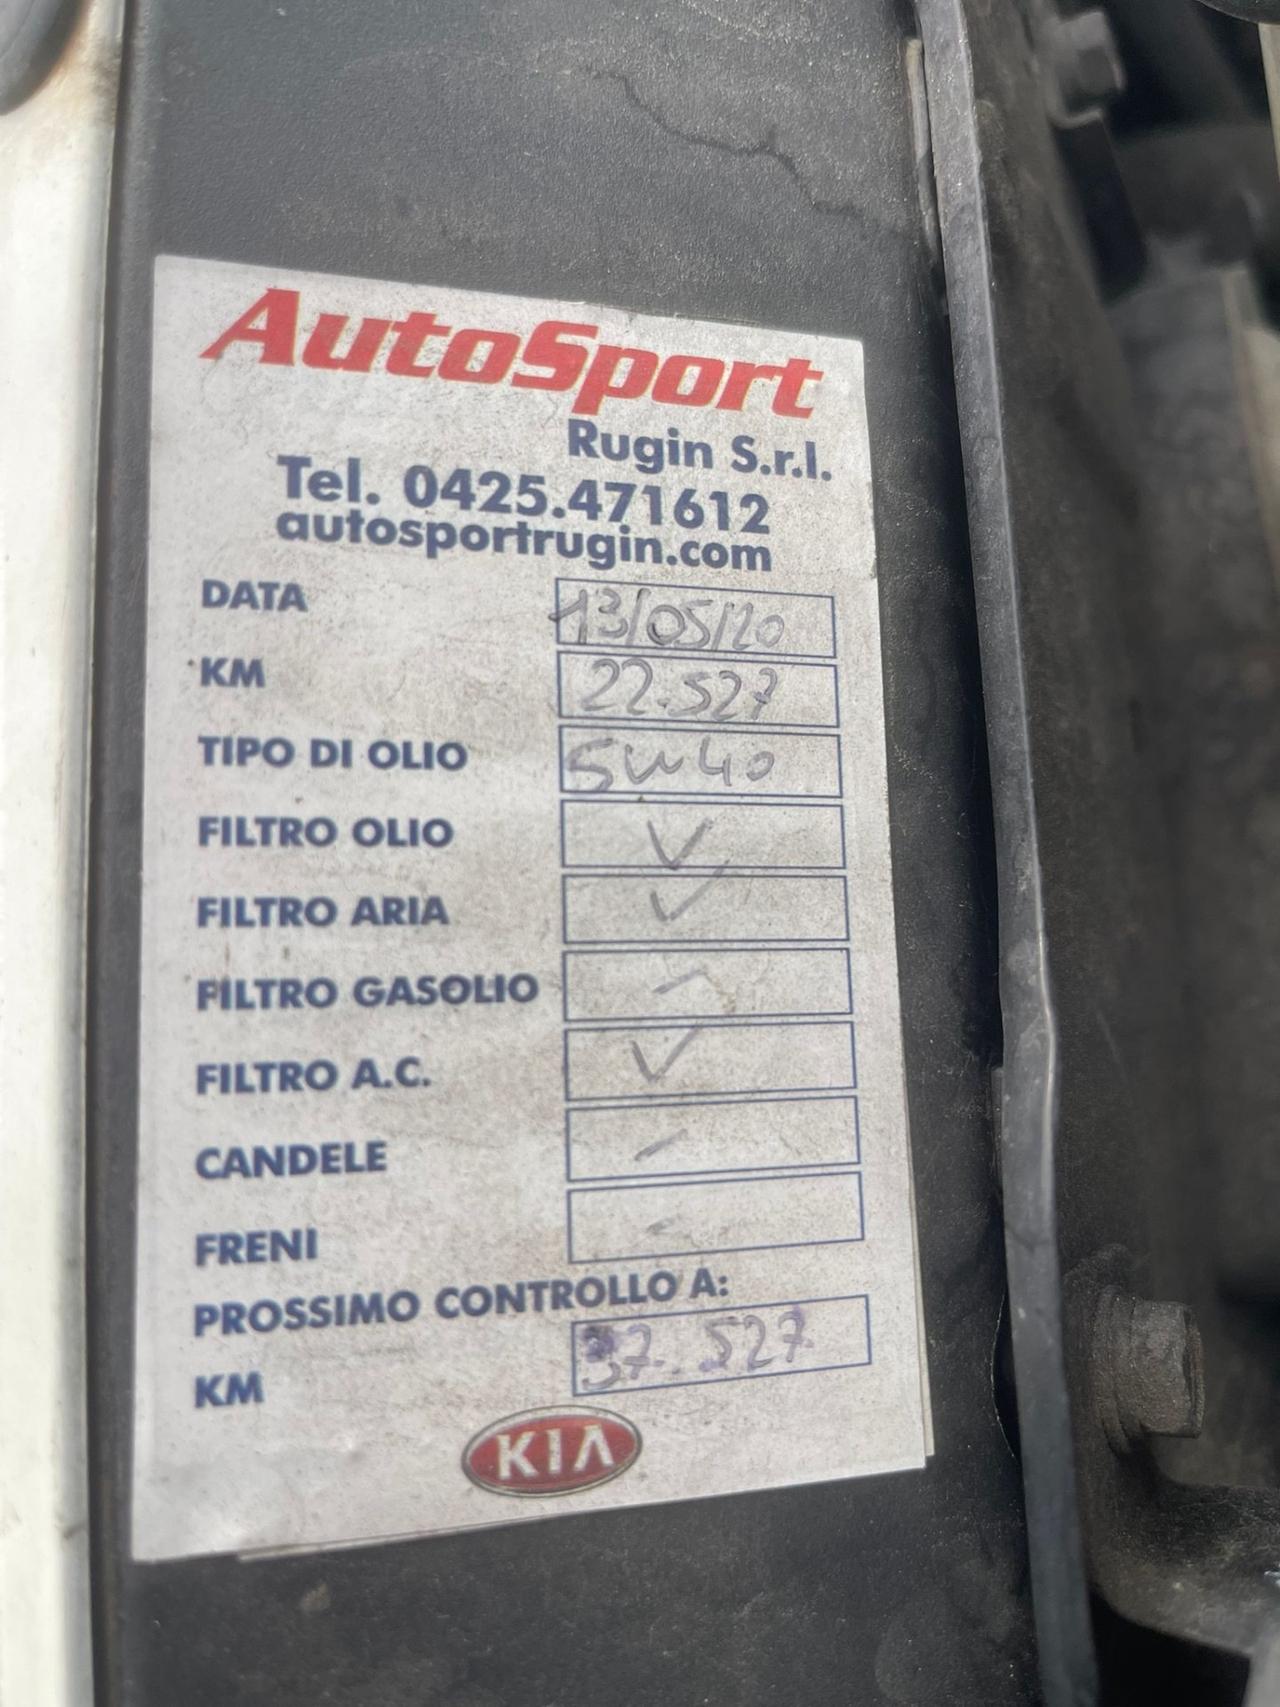 AutoSport
Rugin S.r.l.
Tel. 0425.471612
autosportrugin.com
DATA 13/05/20
KM 22.527
TIPO DI OLIO 5W40
FILTRO OLIO ✓
FILTRO ARIA ✓
FILTRO GASOLIO -
FILTRO A.C. ✓
CANDELE -
FRENI -
PROSSIMO CONTROLLO A:
KM 37.527
KIA